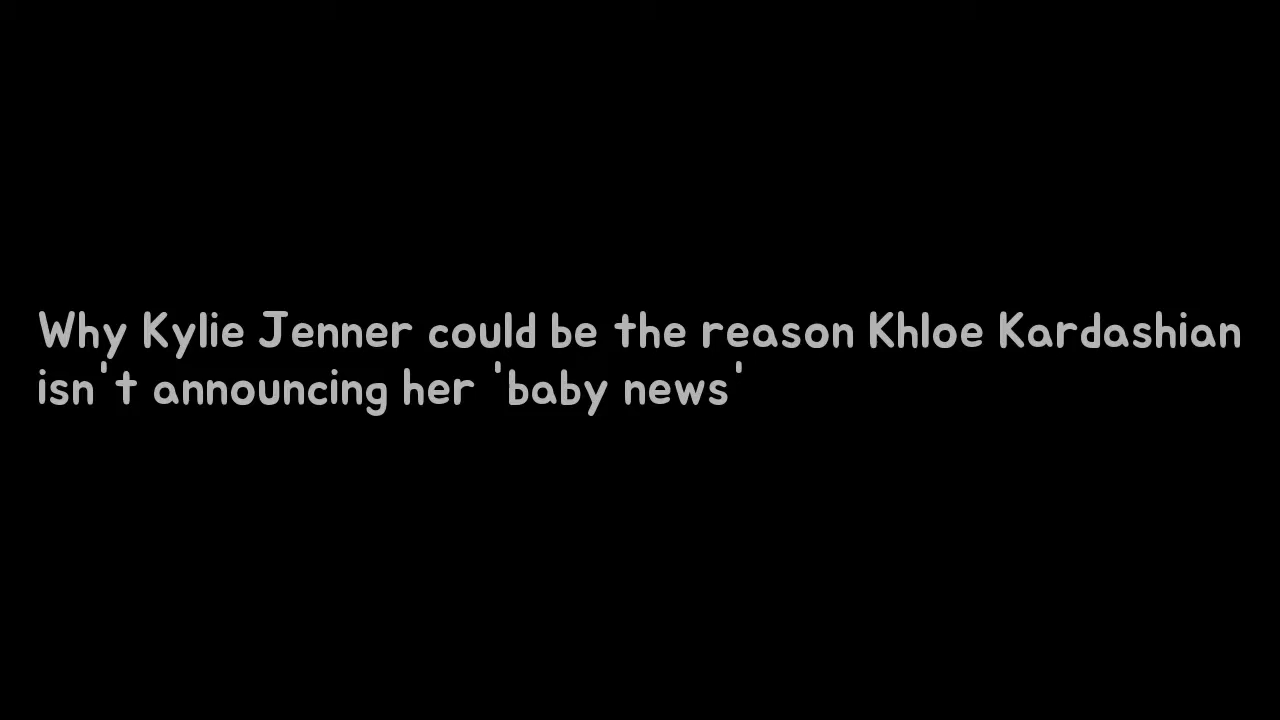 Why Kylie Jenner could be the reason Khloe Kardashian
isn't announcing her 'baby news'